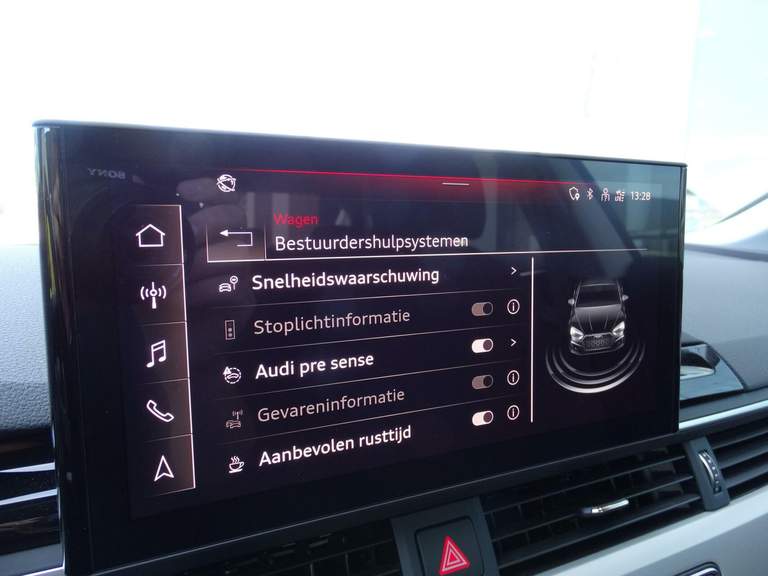 SONY
13:28
Wagen
Bestuurdershulpsystemen
Snelheidswaarschuwing
Stoplichtinformatie
Audi pre sense
Gevareninformatie
Aanbevolen rusttijd